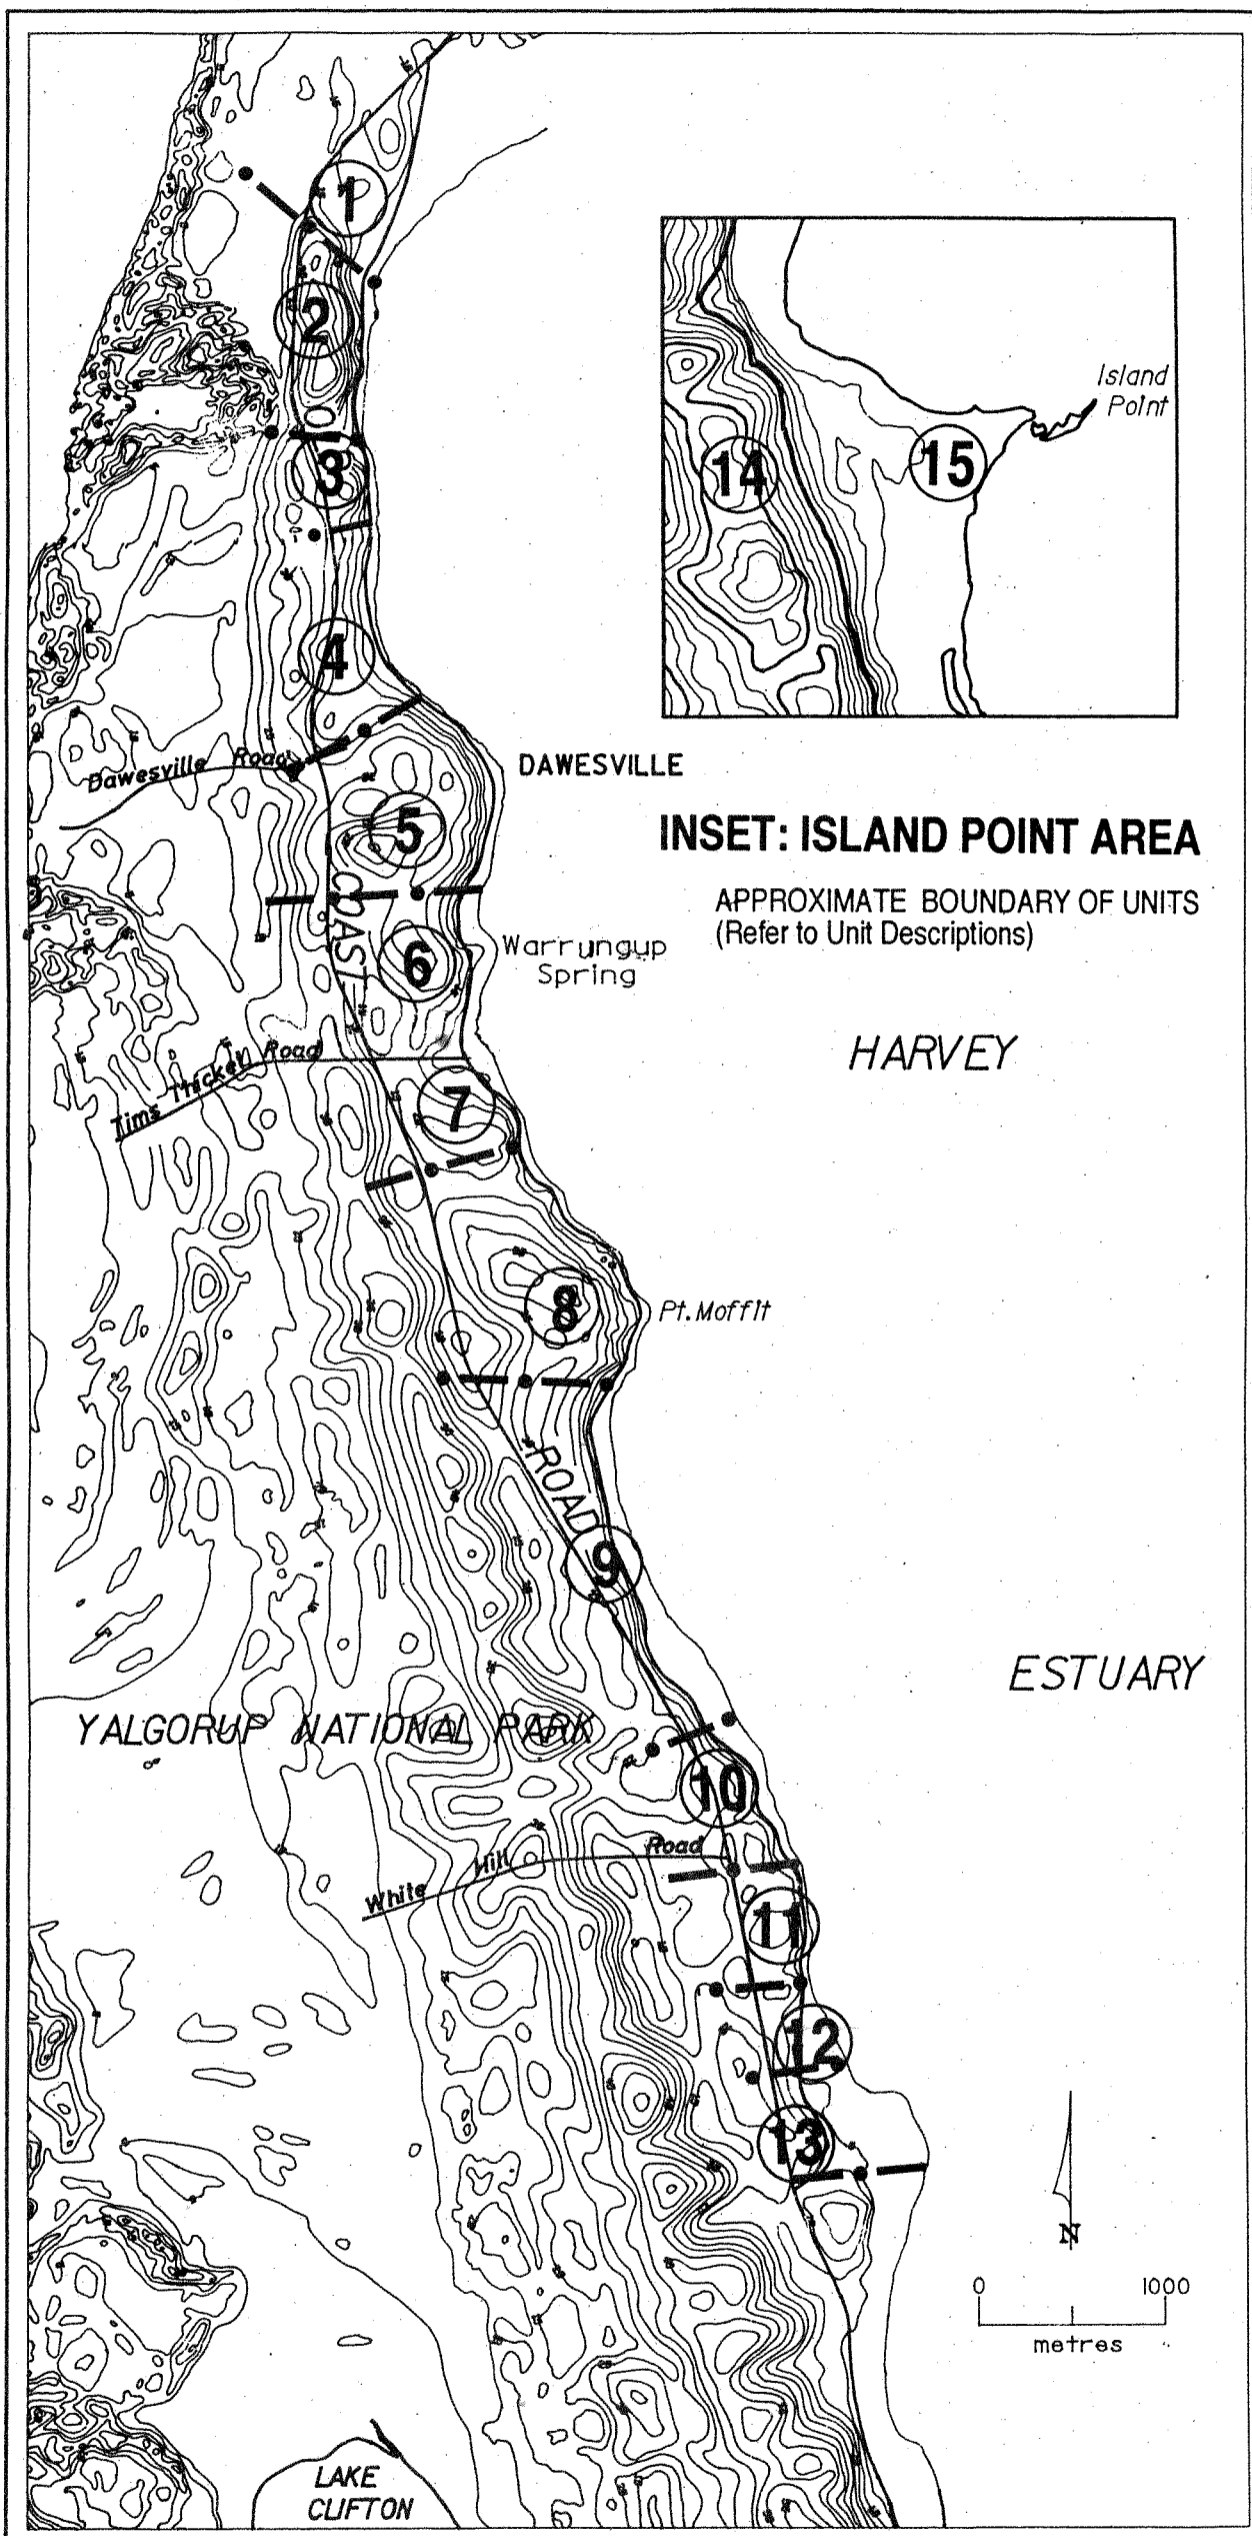 1
2
3
4
Island
Point
14
15
Dawesville Road
DAWESVILLE
5
INSET: ISLAND POINT AREA
APPROXIMATE BOUNDARY OF UNITS
(Refer to Unit Descriptions)
COAST
6
Warrungup
Spring
HARVEY
Tims Thicket Road
7
8
Pt. Moffit
ROAD
9
ESTUARY
YALGORUP NATIONAL PARK
10
White Hill Road
11
12
13
N
0 1000
metres
LAKE
CLIFTON